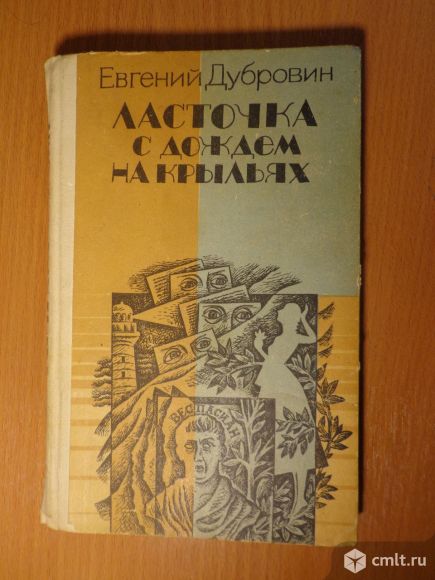 Евгений Дубровин
ЛАСТОЧКА
С ДОЖДЕМ
НА КРЫЛЬЯХ
ВЕСПАСИАН
cmlt.ru